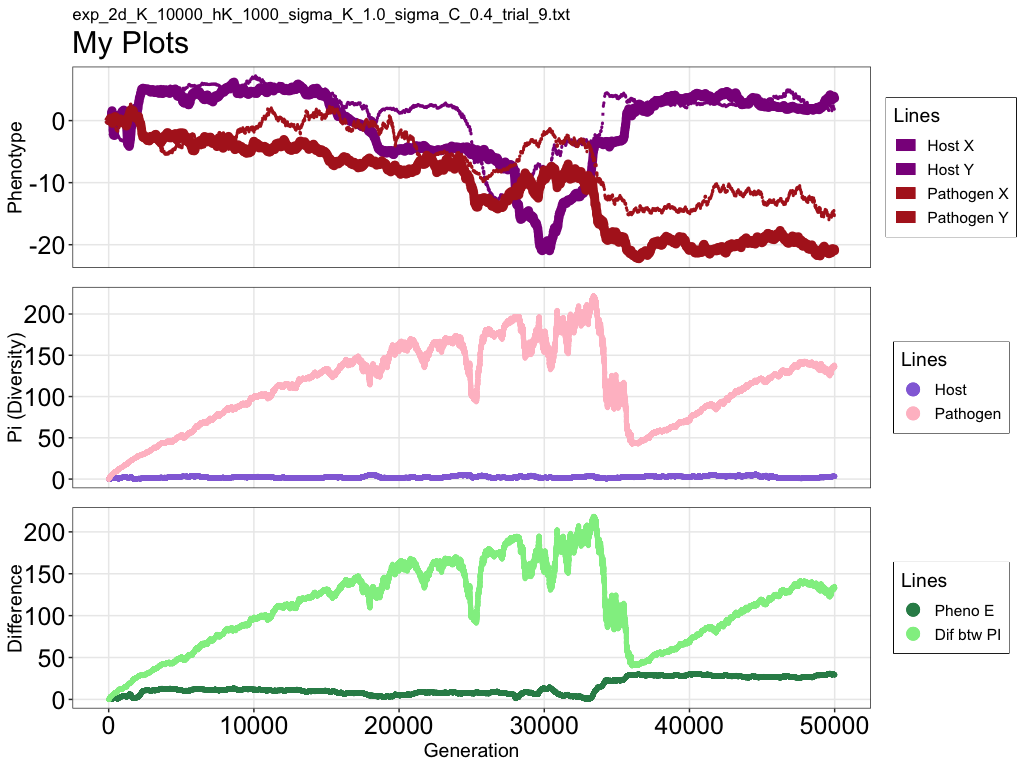 exp_2d_K_10000_hK_1000_sigma_K_1.0_sigma_C_0.4_trial_9.txt
My Plots
Phenotype
0
-10
-20
Lines
Host X
Host Y
Pathogen X
Pathogen Y
Pi (Diversity)
200
150
100
50
0
Lines
Host
Pathogen
Difference
200
150
100
50
0
Lines
Pheno E
Dif btw PI
0 10000 20000 30000 40000 50000
Generation